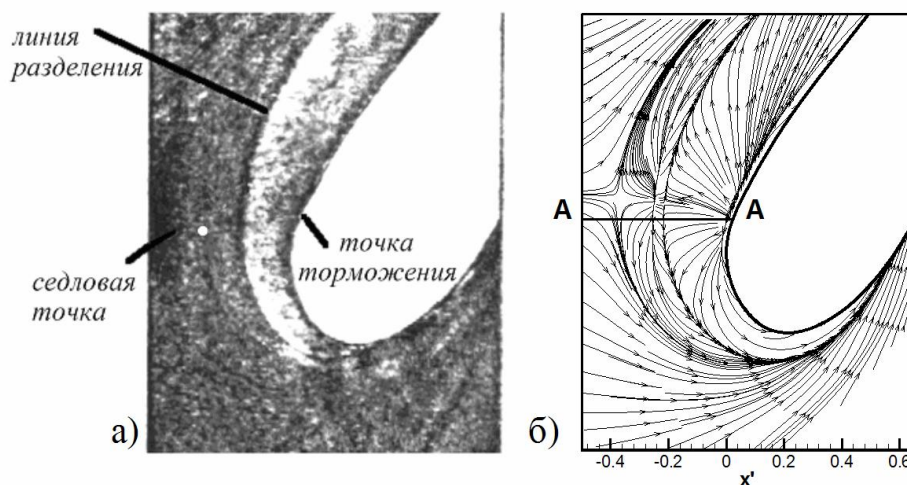 линия
разделения
седловая
точка
точка
торможения
а)
A A
б)
-0.4 -0.2 0 0.2 0.4 0.6
x'